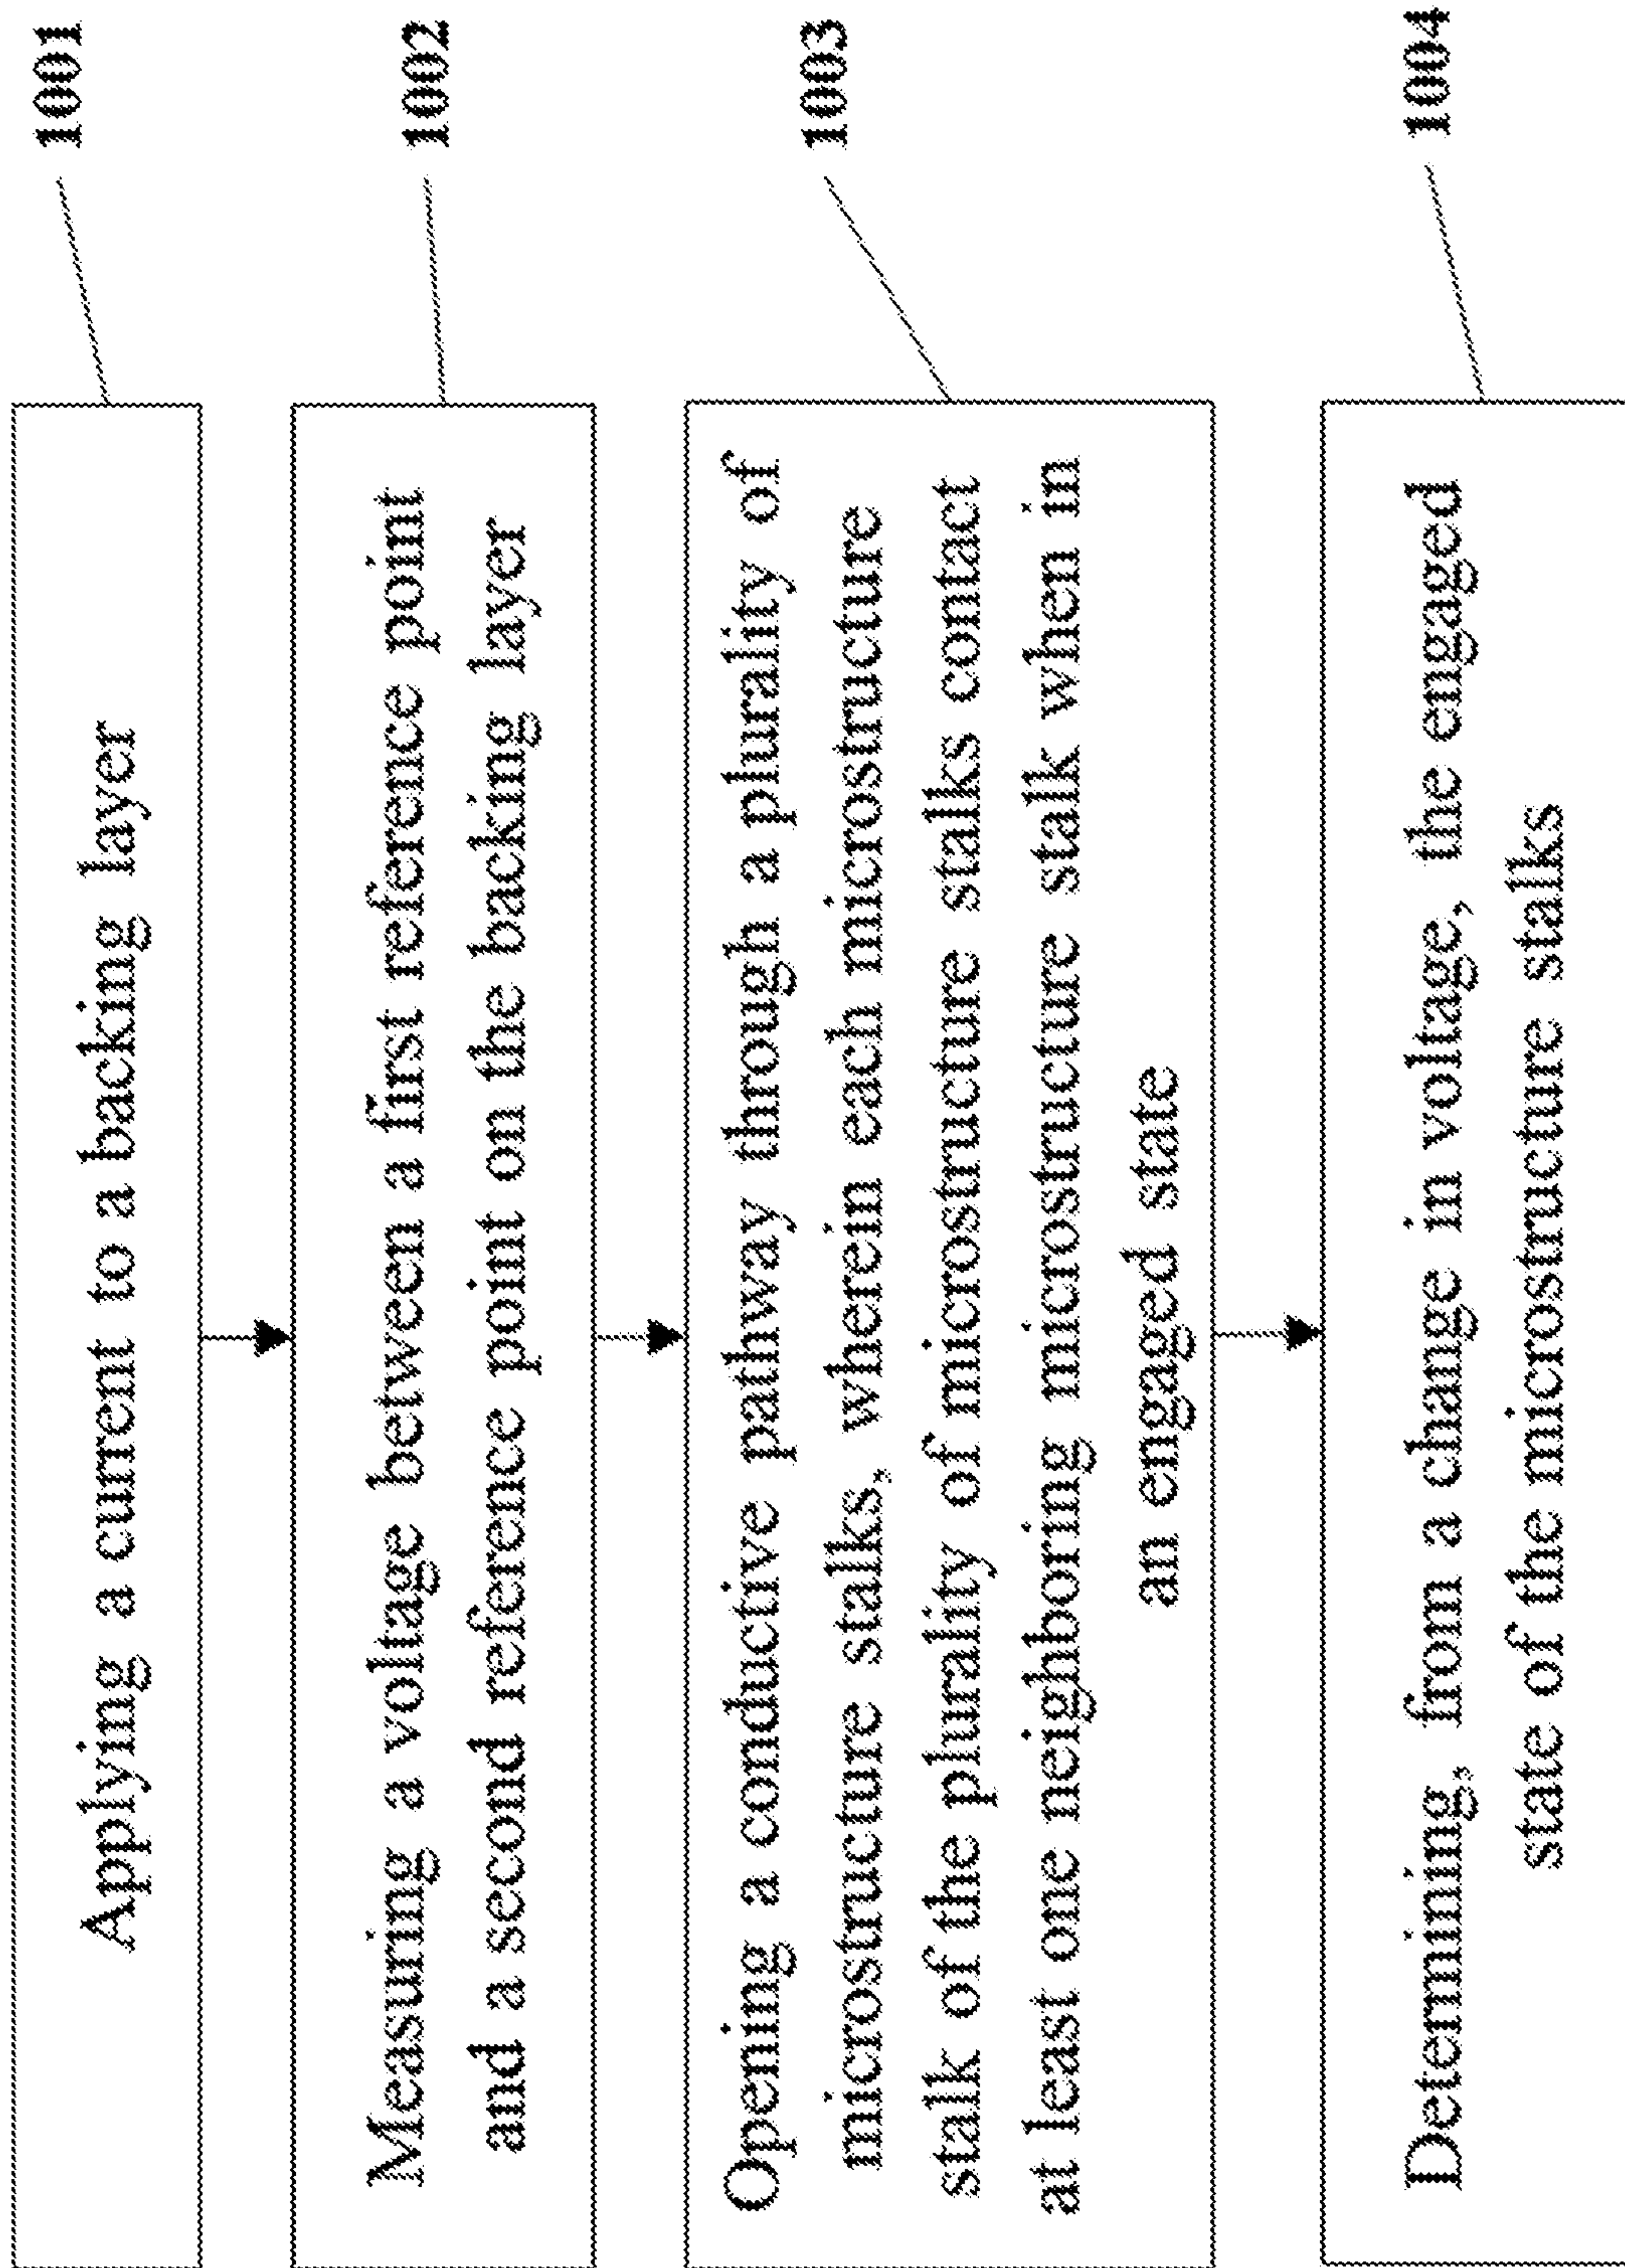 Applying a current to a backing layer
1001
Measuring a voltage between a first reference point
and a second reference point on the backing layer
1002
Opening a conductive pathway through a plurality of
microstructure stalks, wherein each microstructure
stalk of the plurality of microstructure stalks contact
at least one neighboring microstructure stalk when in
an engaged state
1003
Determining, from a change in voltage, the engaged
state of the microstructure stalks
1004